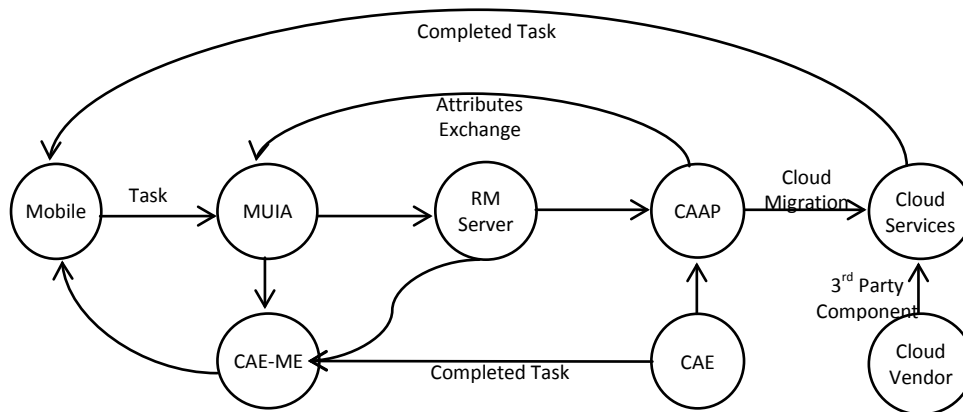 Completed Task
Attributes
Exchange
Mobile
Task
MUIA
RM
Server
CAAP
Cloud
Migration
Cloud
Services
3rd Party
Component
CAE-ME
Completed Task
CAE
Cloud
Vendor